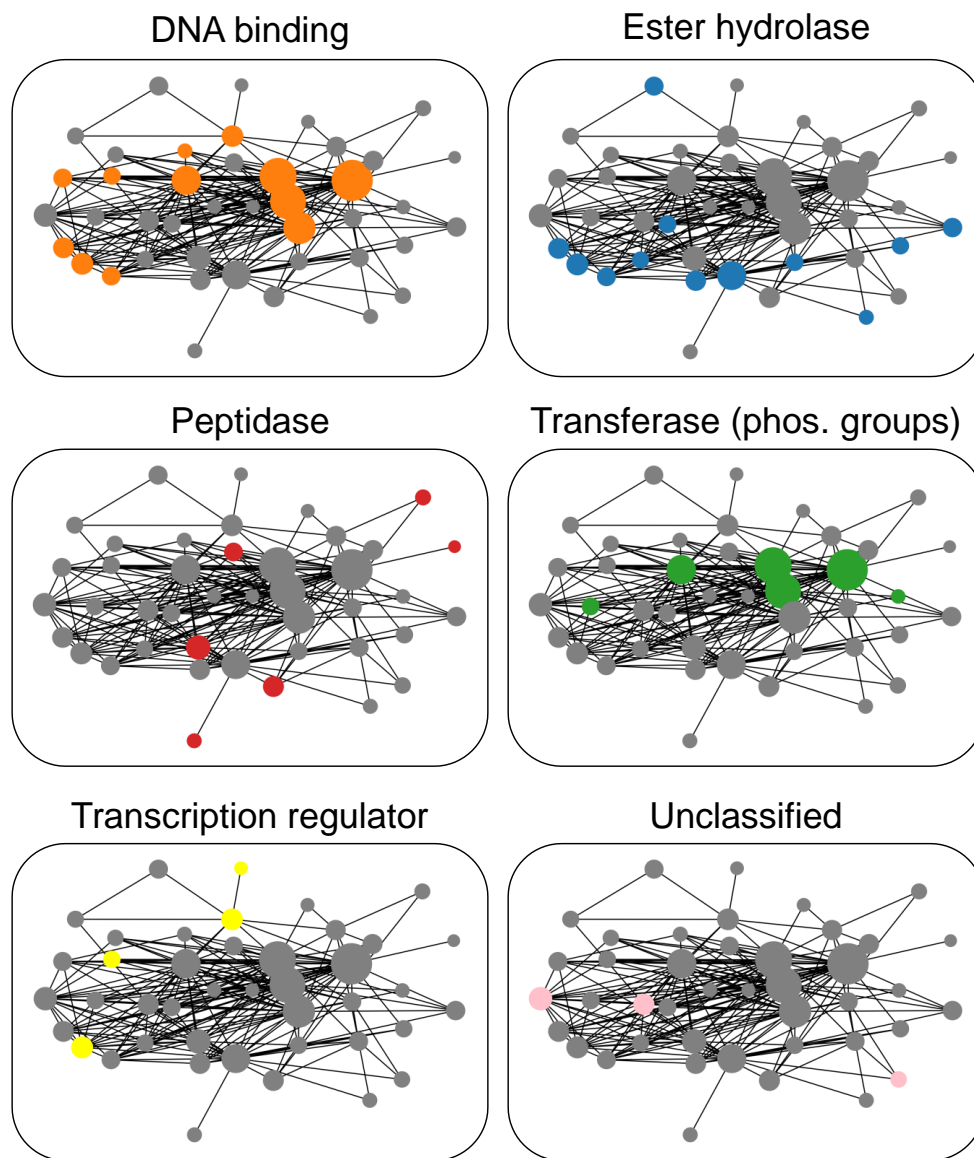 DNA binding
Ester hydrolase
Peptidase
Transferase (phos. groups)
Transcription regulator
Unclassified